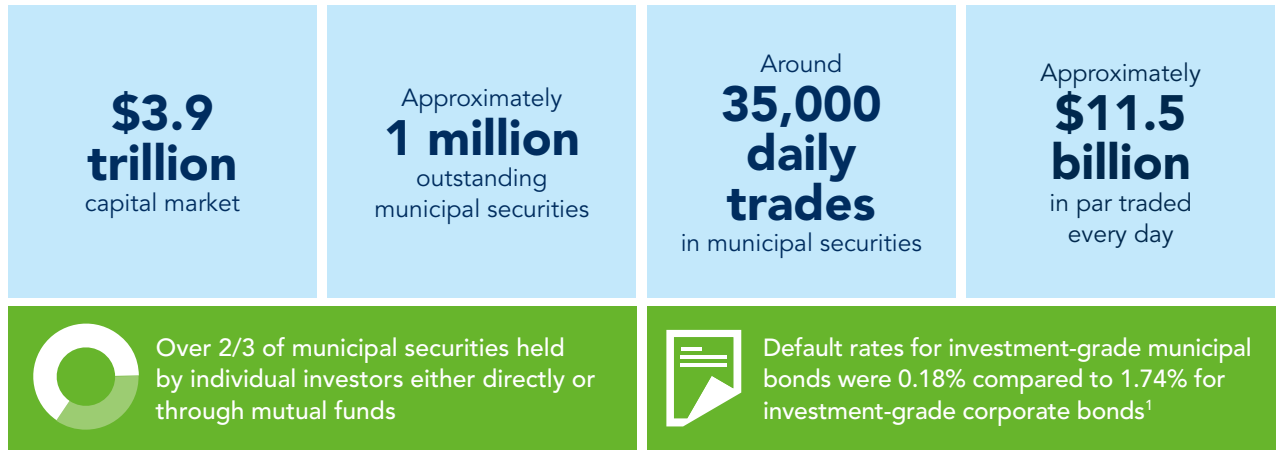 $3.9
trillion
capital market
Approximately
1 million
outstanding
municipal securities
Around
35,000
daily
trades
in municipal securities
Approximately
$11.5
billion
in par traded
every day
Over 2/3 of municipal securities held
by individual investors either directly or
through mutual funds
Default rates for investment-grade municipal
bonds were 0.18% compared to 1.74% for
investment-grade corporate bonds¹